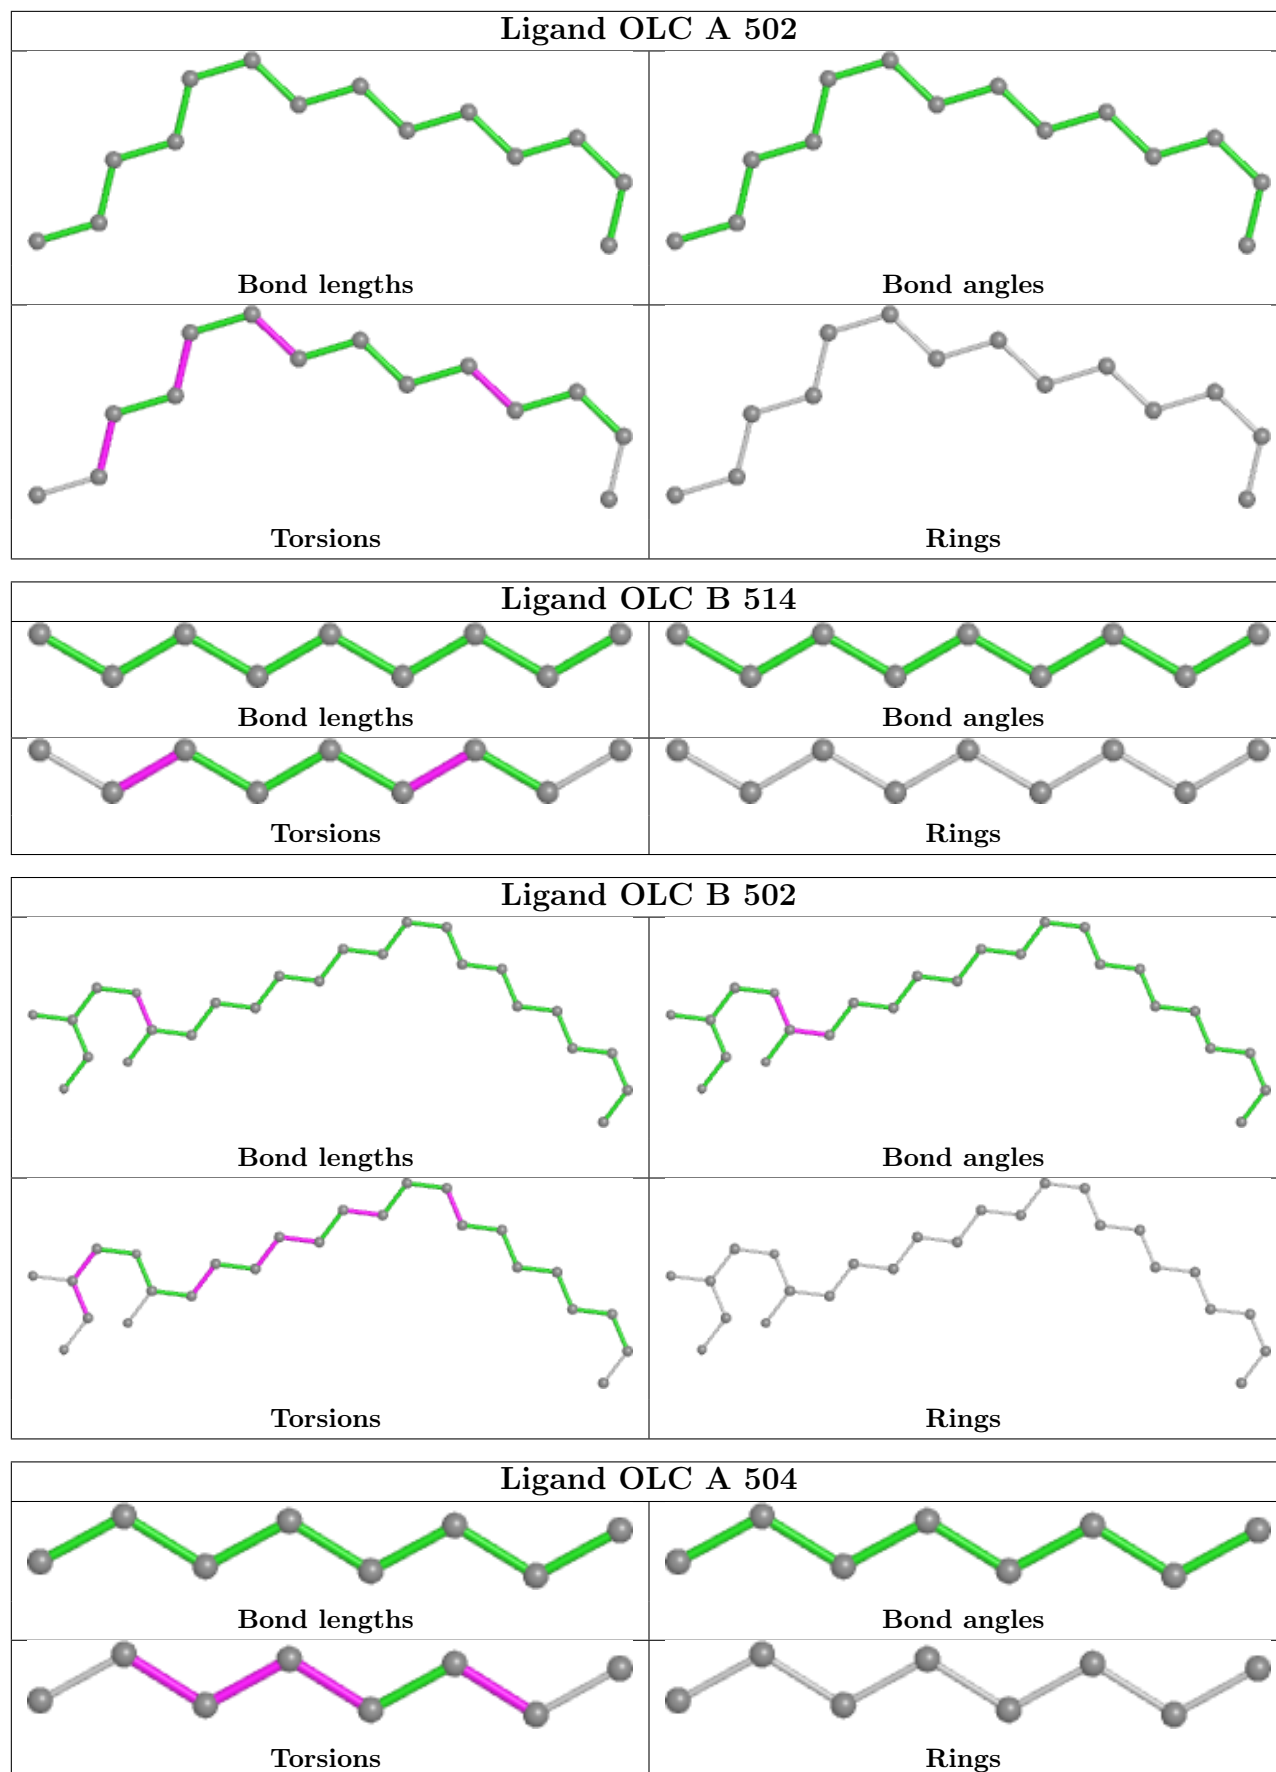 Ligand OLC A 502
Bond lengths
Bond angles
Torsions
Rings
Ligand OLC B 514
Bond lengths
Bond angles
Torsions
Rings
Ligand OLC B 502
Bond lengths
Bond angles
Torsions
Rings
Ligand OLC A 504
Bond lengths
Bond angles
Torsions
Rings